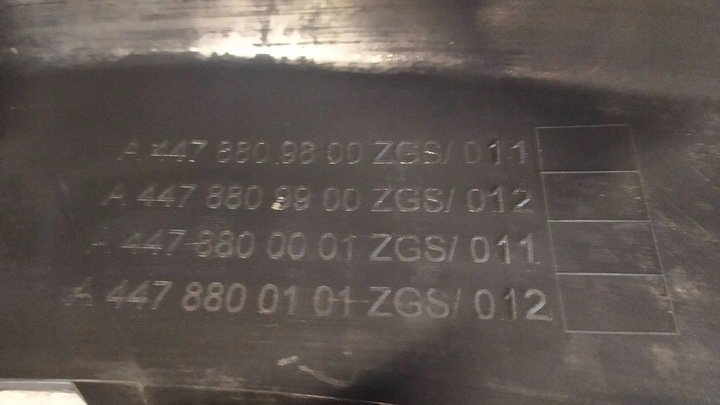 A 447 880 98 00 ZGS/ 011
A 447 880 99 00 ZGS/ 012
A 447 880 00 01 ZGS/ 011
A 447 880 01 01 ZGS/ 012